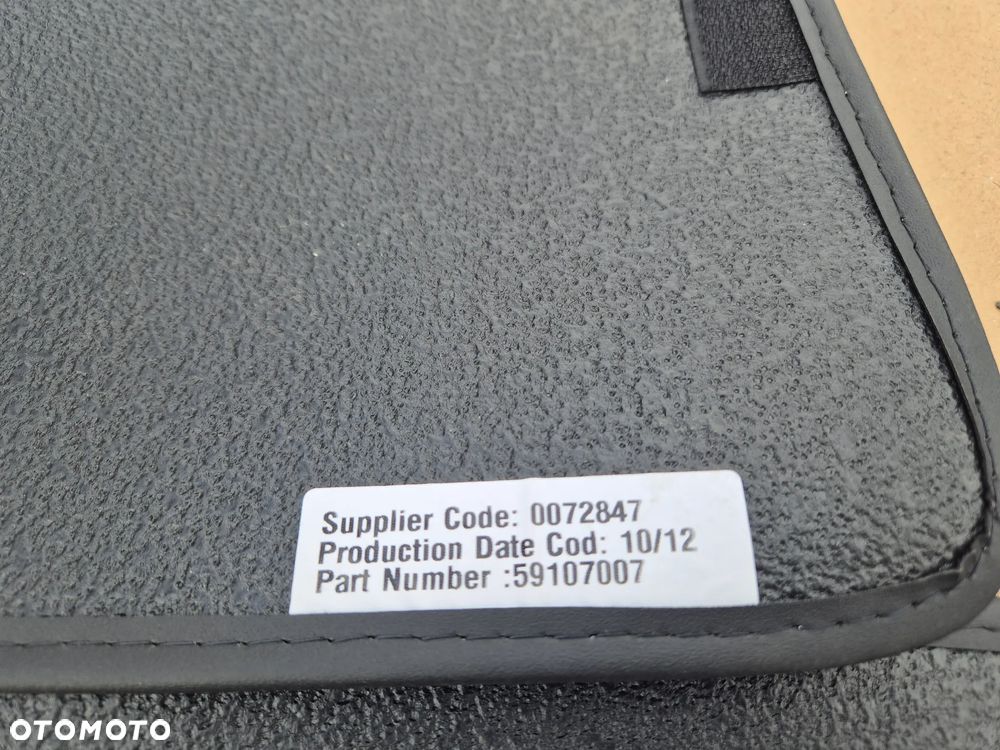 Supplier Code: 0072847
Production Date Cod: 10/12
Part Number :59107007
OTOMOTO